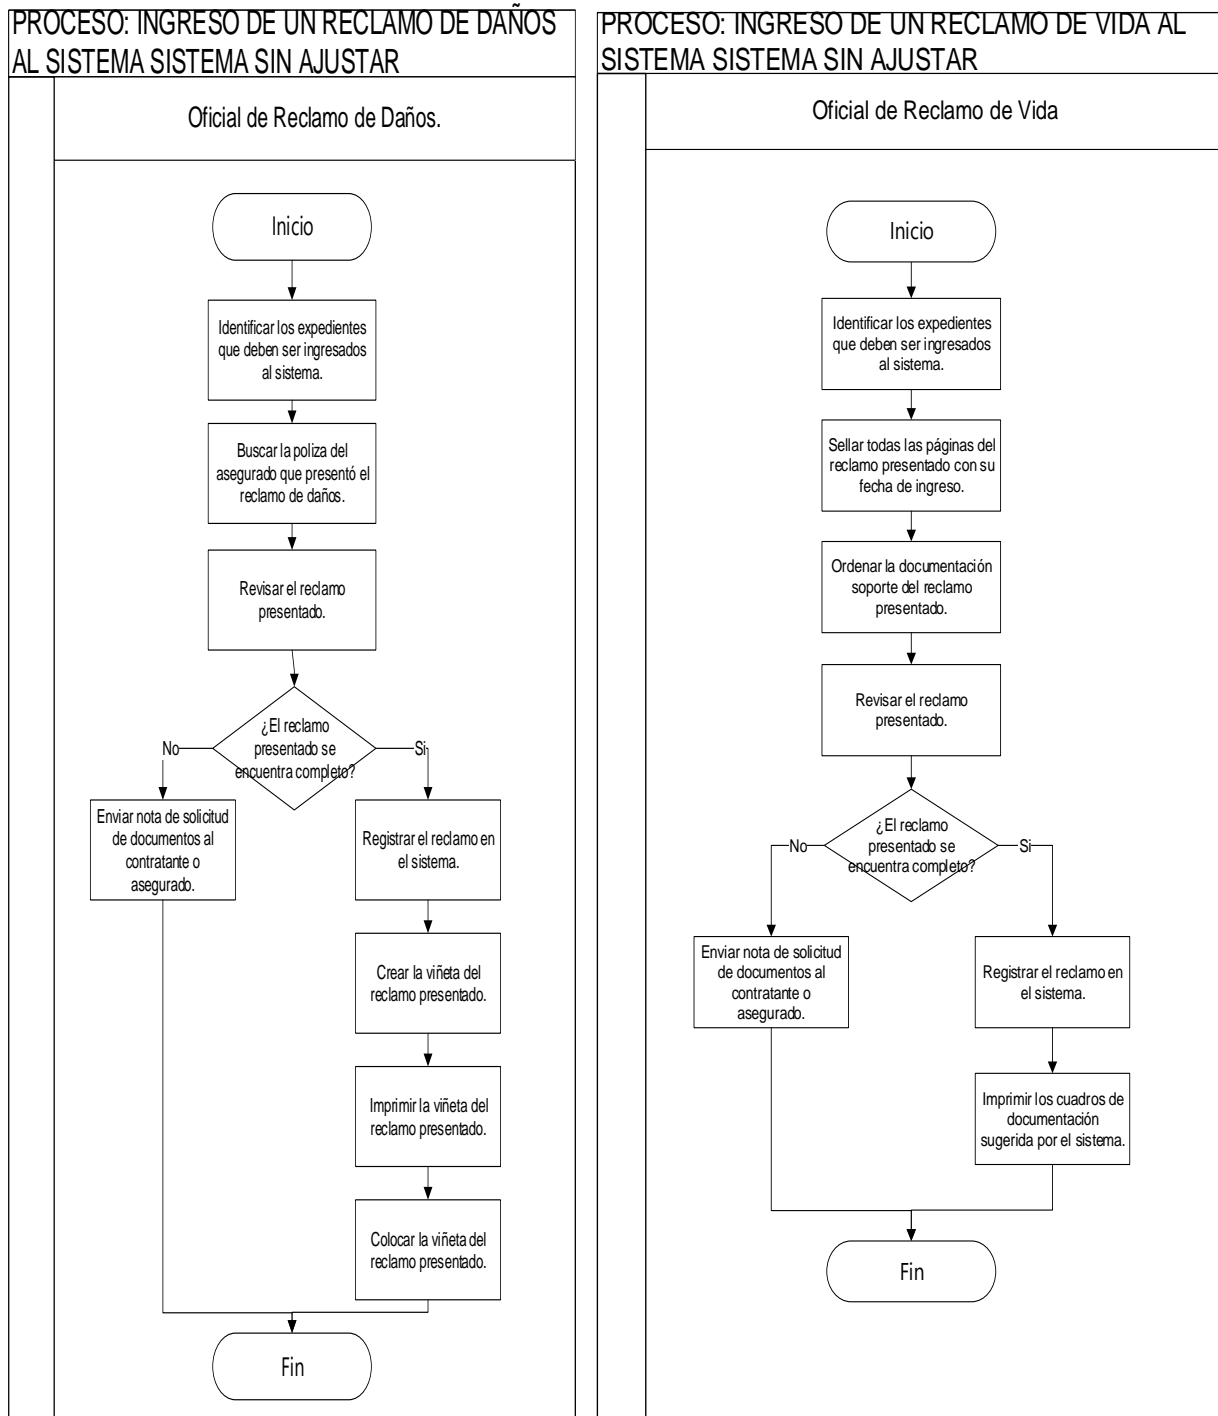 PROCESO: INGRESO DE UN RECLAMO DE DAÑOS
AL SISTEMA SISTEMA SIN AJUSTAR
Oficial de Reclamo de Daños.
Inicio
Identificar los expedientes
que deben ser ingresados
al sistema.
Buscar la poliza del
asegurado que presentó el
reclamo de daños.
Revisar el reclamo
presentado.
¿El reclamo
presentado se
encuentra completo?
No
Si
Enviar nota de solicitud
de documentos al
contratante o
asegurado.
Registrar el reclamo en
el sistema.
Crear la viñeta del
reclamo presentado.
Imprimir la viñeta del
reclamo presentado.
Colocar la viñeta del
reclamo presentado.
Fin
PROCESO: INGRESO DE UN RECLAMO DE VIDA AL
SISTEMA SISTEMA SIN AJUSTAR
Oficial de Reclamo de Vida
Inicio
Identificar los expedientes
que deben ser ingresados
al sistema.
Sellar todas las páginas del
reclamo presentado con su
fecha de ingreso.
Ordenar la documentación
soporte del reclamo
presentado.
Revisar el reclamo
presentado.
¿El reclamo
presentado se
encuentra completo?
No
Si
Enviar nota de solicitud
de documentos al
contratante o
asegurado.
Registrar el reclamo en
el sistema.
Imprimir los cuadros de
documentación
sugerida por el sistema.
Fin